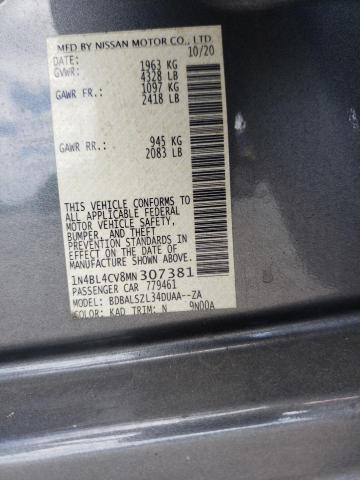 MFD BY NISSAN MOTOR CO., LTD.
DATE: 10/20
GVWR: 1963 KG
4328 LB
GAWR FR.: 1097 KG
2418 LB
GAWR RR.: 945 KG
2083 LB
THIS VEHICLE CONFORMS TO
ALL APPLICABLE FEDERAL
MOTOR VEHICLE SAFETY,
BUMPER, AND THEFT
PREVENTION STANDARDS IN
EFFECT ON THE DATE OF
MANUFACTURE SHOWN ABOVE.
1N4BL4CV8MN307381
PASSENGER CAR 779461
MODEL: BDBALSZL34DUAA--ZA
COLOR: KAD TRIM: N 9N00A